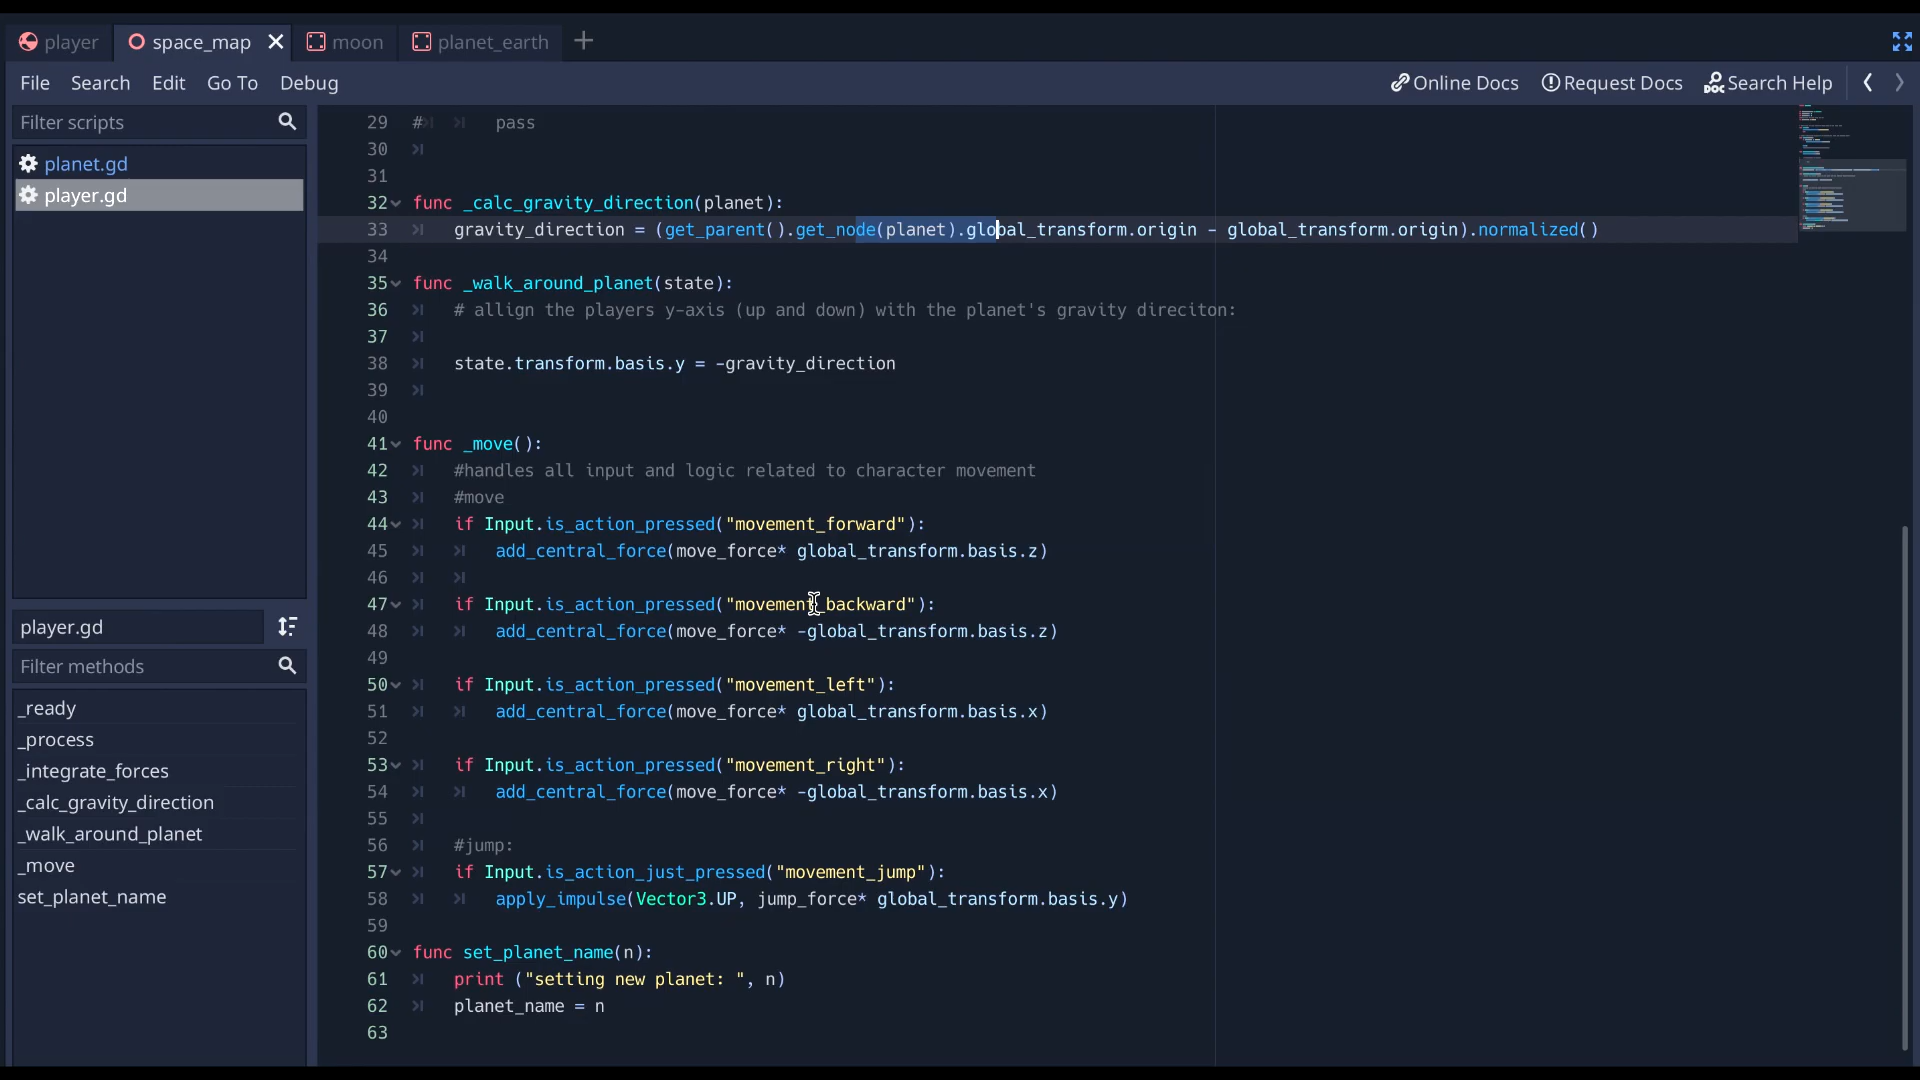 player space_map moon planet_earth
File Search Edit Go To Debug Online Docs Request Docs Search Help
Filter scripts
planet.gd
player.gd
player.gd
Filter methods
_ready
_process
_integrate_forces
_calc_gravity_direction
_walk_around_planet
_move
set_planet_name
29 # pass
30
31
32 func _calc_gravity_direction(planet):
33 gravity_direction = (get_parent().get_node(planet).global_transform.origin - global_transform.origin).normalized()
34
35 func _walk_around_planet(state):
36 # allign the players y-axis (up and down) with the planet's gravity direciton:
37
38 state.transform.basis.y = -gravity_direction
39
40
41 func _move():
42 #handles all input and logic related to character movement
43 #move
44 if Input.is_action_pressed("movement_forward"):
45 add_central_force(move_force* global_transform.basis.z)
46
47 if Input.is_action_pressed("movement_backward"):
48 add_central_force(move_force* -global_transform.basis.z)
49
50 if Input.is_action_pressed("movement_left"):
51 add_central_force(move_force* global_transform.basis.x)
52
53 if Input.is_action_pressed("movement_right"):
54 add_central_force(move_force* -global_transform.basis.x)
55
56 #jump:
57 if Input.is_action_just_pressed("movement_jump"):
58 apply_impulse(Vector3.UP, jump_force* global_transform.basis.y)
59
60 func set_planet_name(n):
61 print ("setting new planet: ", n)
62 planet_name = n
63